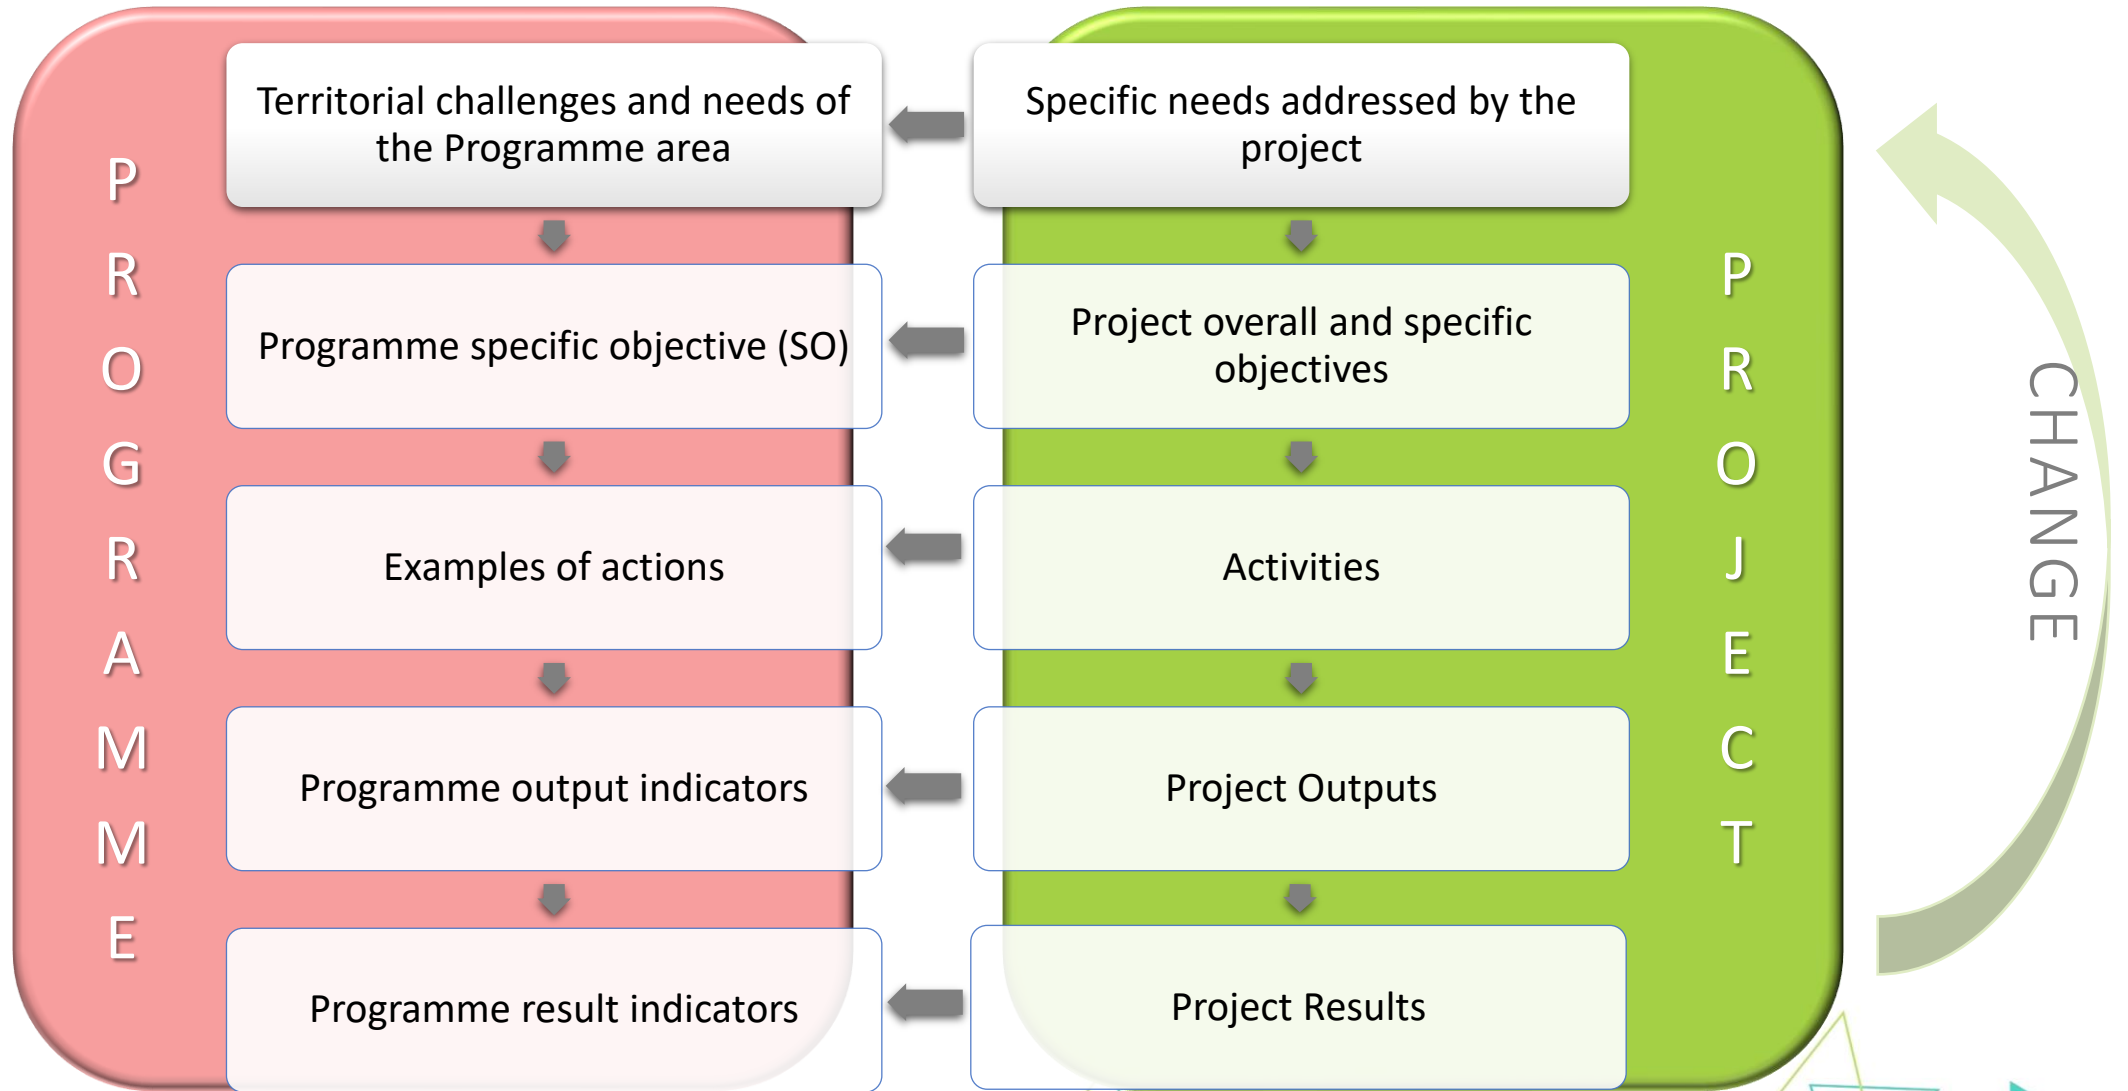 PROGRAMME
Territorial challenges and needs of
the Programme area
Programme specific objective (SO)
Examples of actions
Programme output indicators
Programme result indicators
Specific needs addressed by the
project
Project overall and specific
objectives
Activities
Project Outputs
Project Results
PROJECT
CHANGE